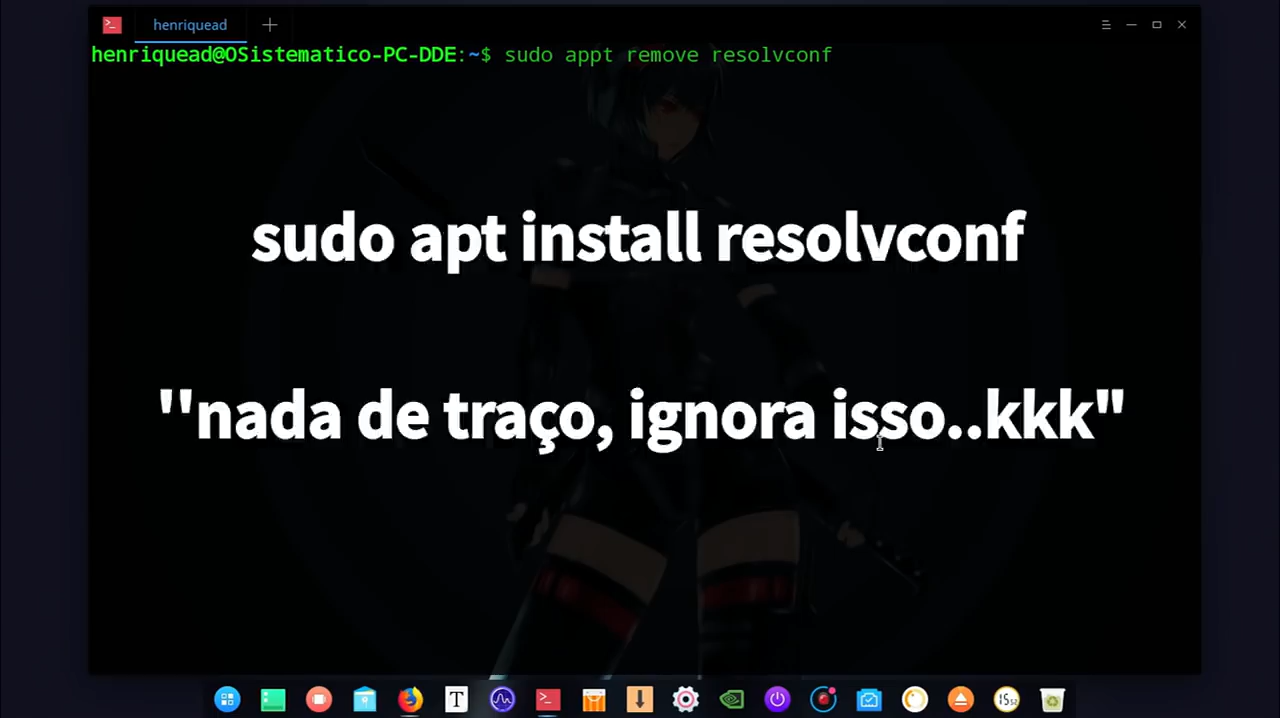 henriquead
henriquead@OSistematico-PC-DDE:~$ sudo appt remove resolvconf
sudo apt install resolvconf
''nada de traço, ignora isso..kkk"
T